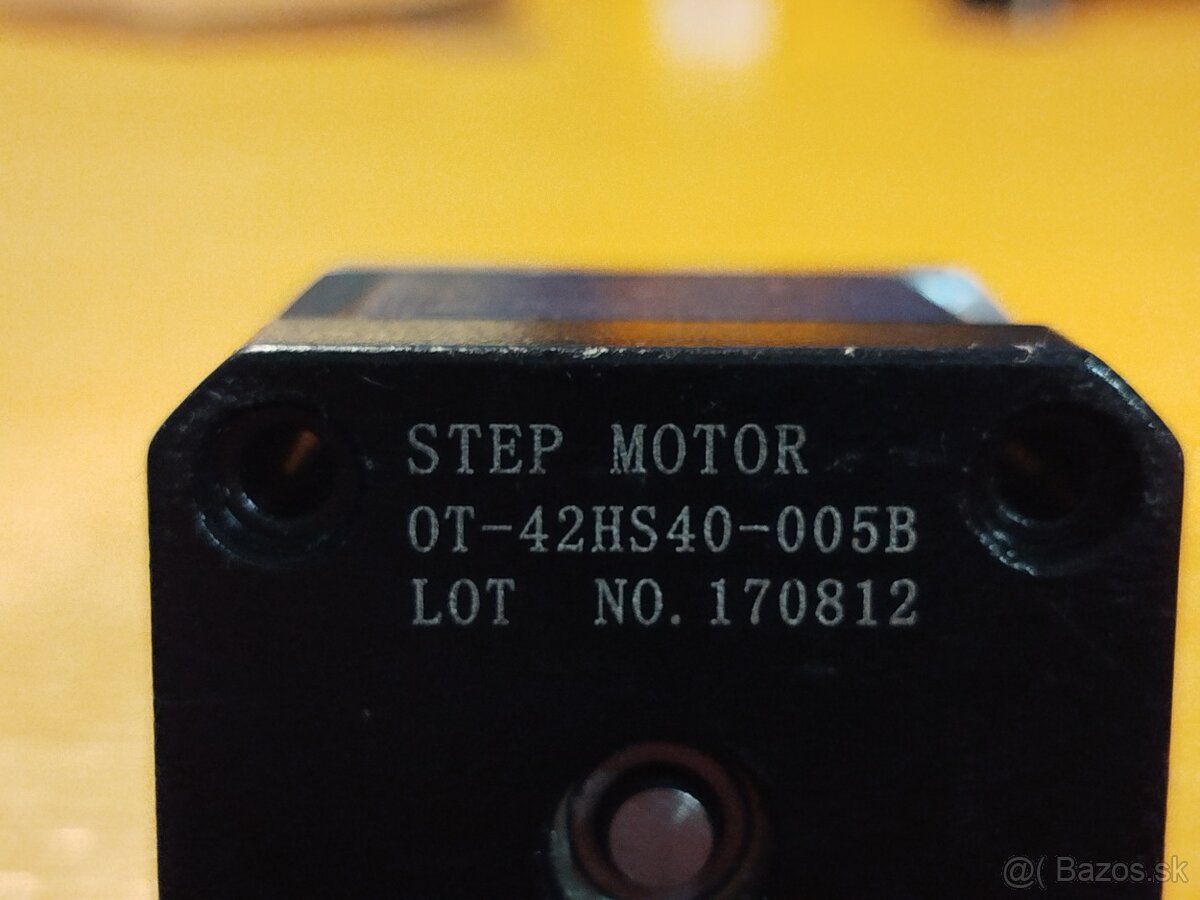 STEP MOTOR
OT-42HS40-005B
LOT NO. 170812
@( Bazos.sk